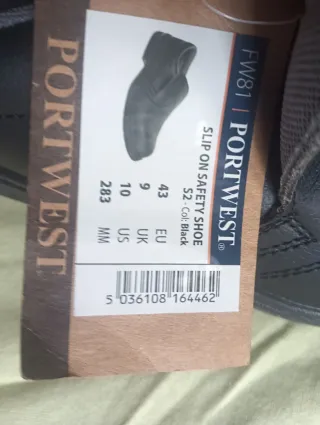 PORTWEST
FW81 | PORTWEST®
SLIP ON SAFETY SHOE
S2 - Col: Black
43 EU
9 UK
10 US
283 MM
5 036108 164462